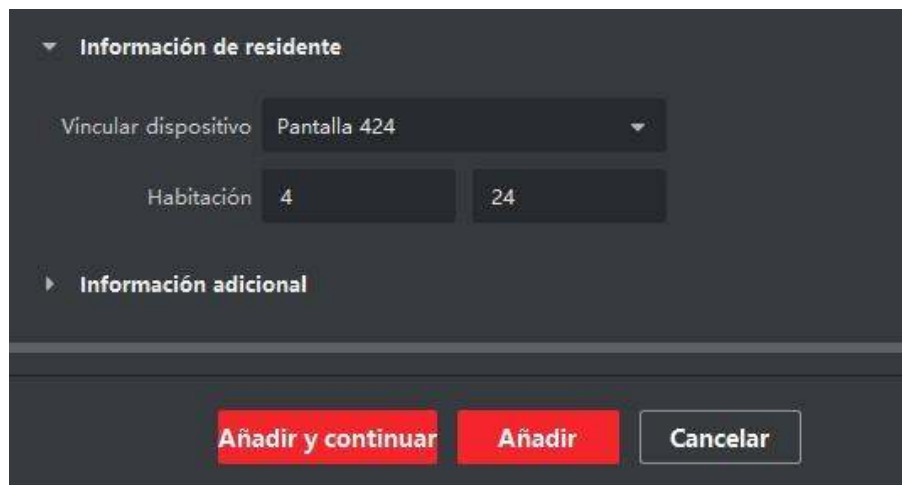 Información de residente
Vincular dispositivo Pantalla 424
Habitación 4 24
Información adicional
Añadir y continuar Añadir Cancelar